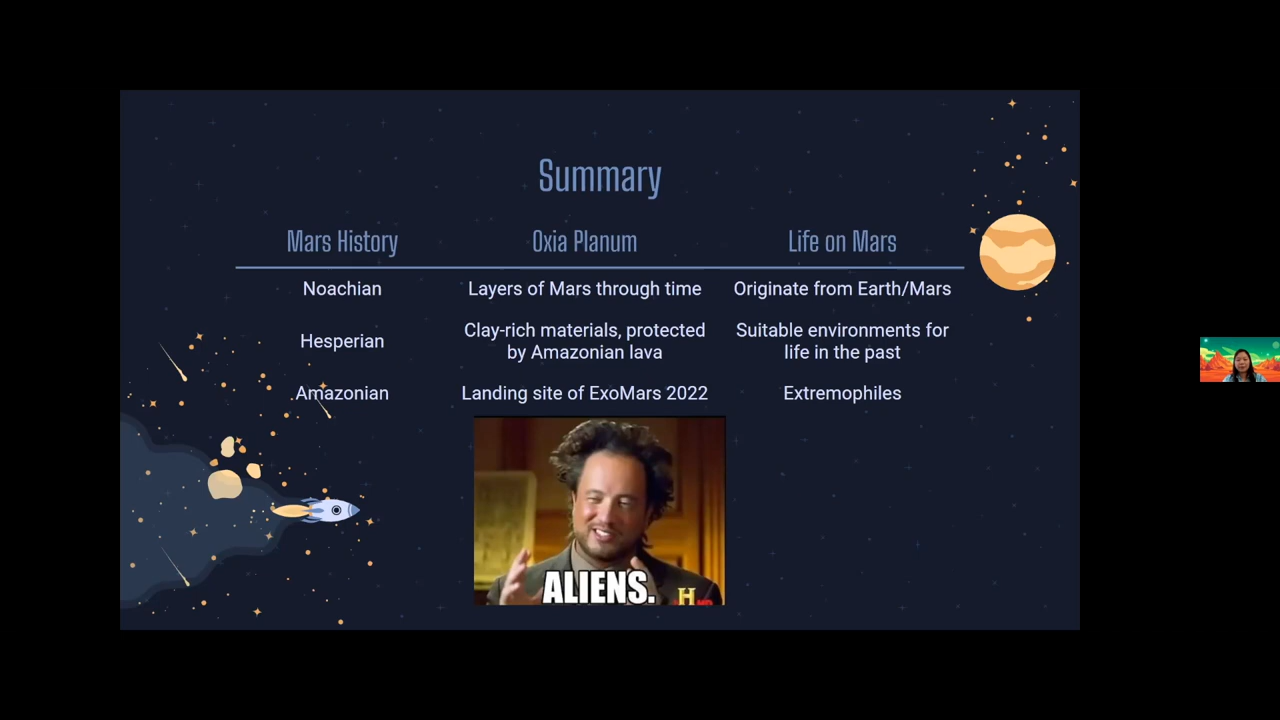 Summary
Mars History
Oxia Planum
Life on Mars
Noachian
Layers of Mars through time
Originate from Earth/Mars
Hesperian
Clay-rich materials, protected
by Amazonian lava
Suitable environments for
life in the past
Amazonian
Landing site of ExoMars 2022
Extremophiles
ALIENS.
H
HD